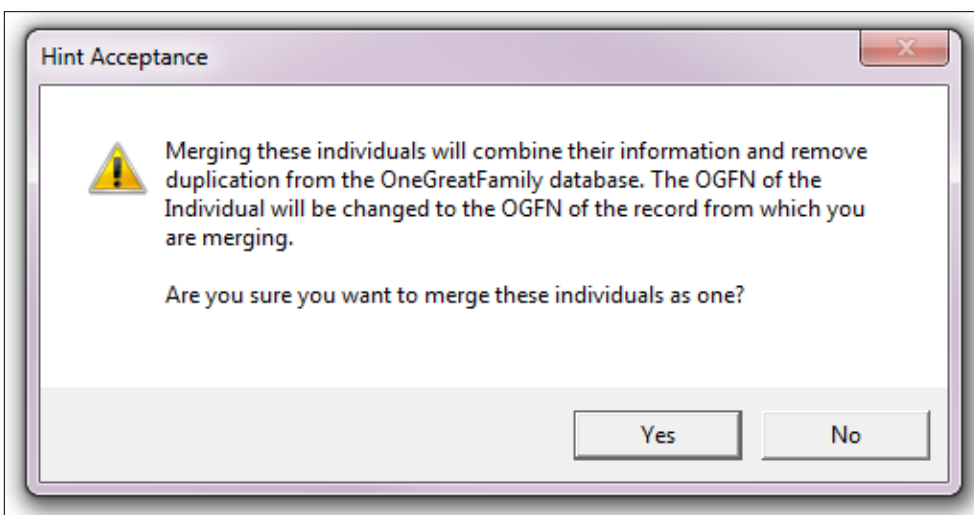 Hint Acceptance
Merging these individuals will combine their information and remove
duplication from the OneGreatFamily database. The OGFN of the
Individual will be changed to the OGFN of the record from which you
are merging.
Are you sure you want to merge these individuals as one?
Yes
No